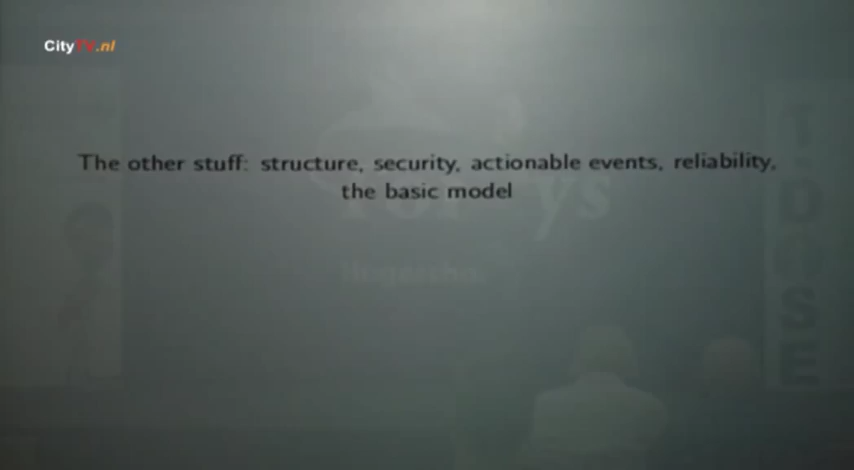 CityTV.nl
The other stuff: structure, security, actionable events, reliability,
the basic model